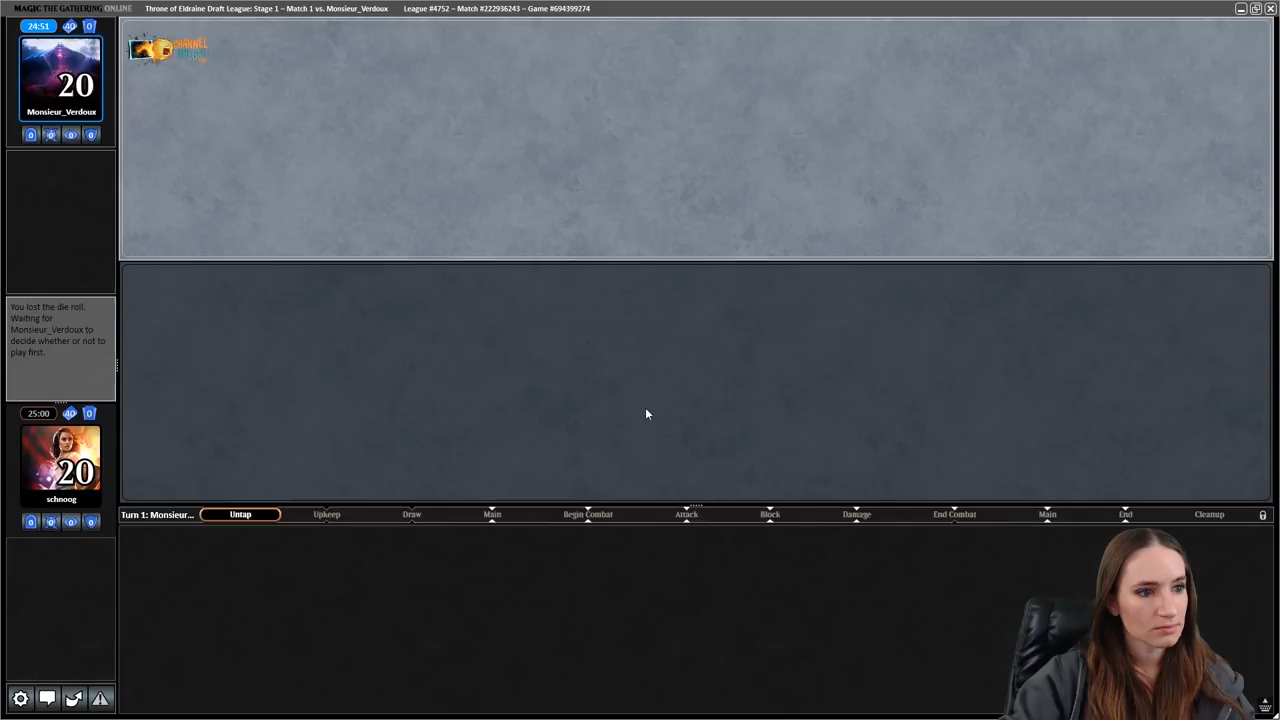 MAGIC THE GATHERING ONLINE Throne of Eldraine Draft League: Stage 1 – Match 1 vs. Monsieur_Verdoux League #4752 – Match #222936243 – Game #694399274
24:51 40 0
20
Monsieur_Verdoux
0 0 0 0
CHANNEL
You lost the die roll.
Waiting for
Monsieur_Verdoux to
decide whether or not to
play first.
25:00 40 0
20
schnoog
0 0 0 0
Turn 1: Monsieur... Untap Upkeep Draw Main Begin Combat Attack Block Damage End Combat Main End Cleanup